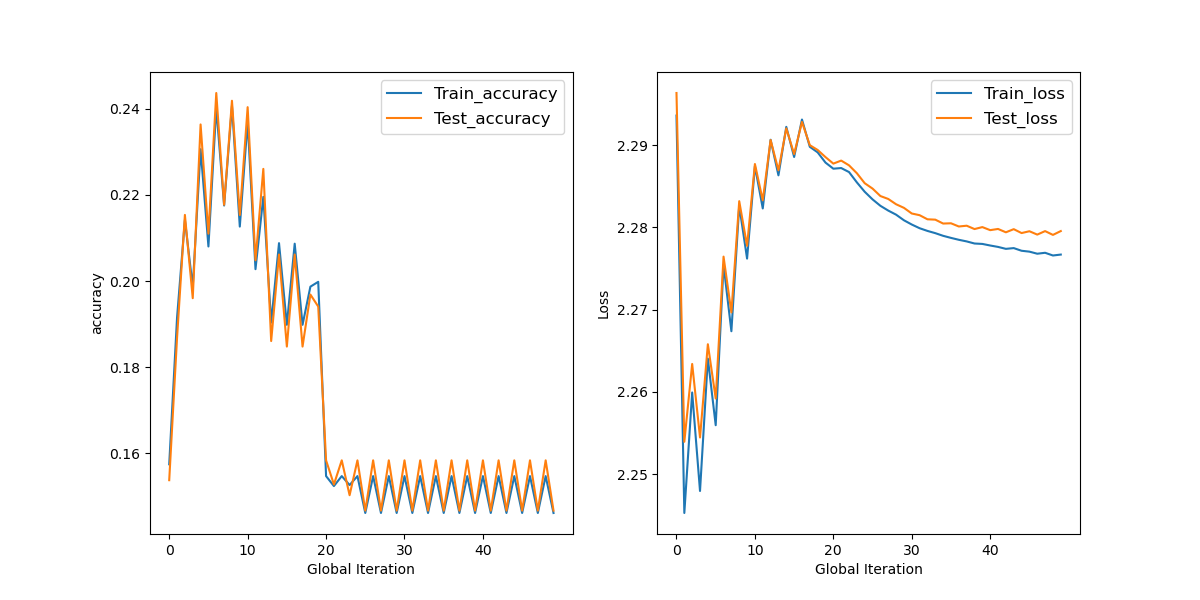 Train_accuracy
Test_accuracy
0.24
0.22
0.20
0.18
0.16
accuracy
0
10
20
30
40
Global Iteration
Train_loss
Test_loss
2.29
2.28
2.27
2.26
2.25
Loss
0
10
20
30
40
Global Iteration